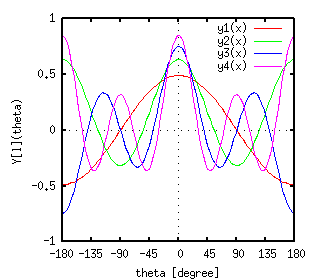 1
y1(x)
y2(x)
y3(x)
y4(x)
0.5
0
-0.5
-1
Y[l](theta)
-180 -135 -90 -45 0 45 90 135 180
theta [degree]